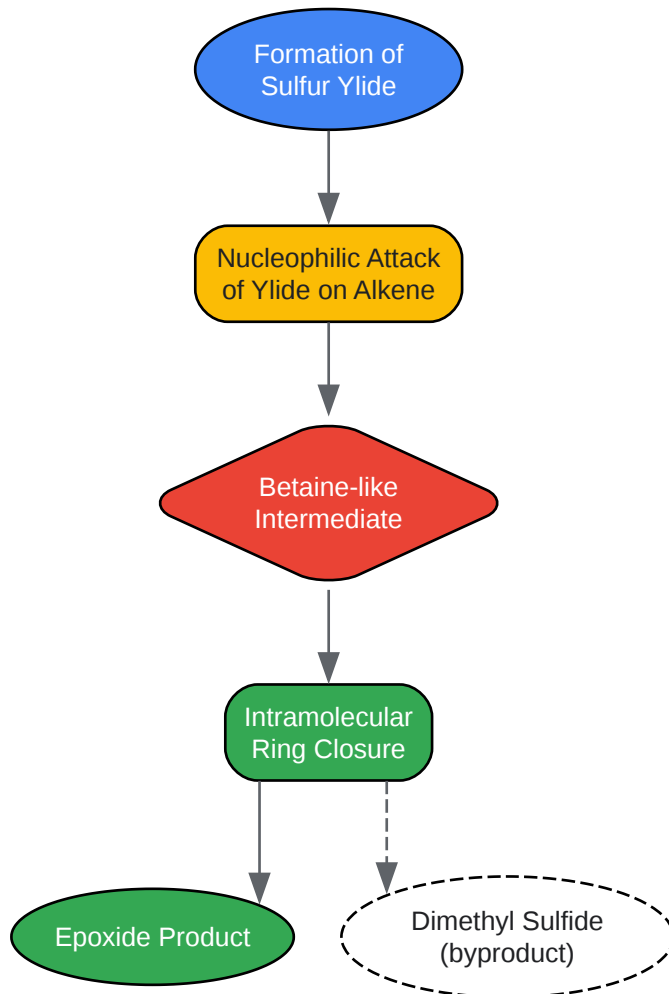 Formation of
Sulfur Ylide
Nucleophilic Attack
of Ylide on Alkene
Betaine-like
Intermediate
Intramolecular
Ring Closure
Epoxide Product
Dimethyl Sulfide
(byproduct)